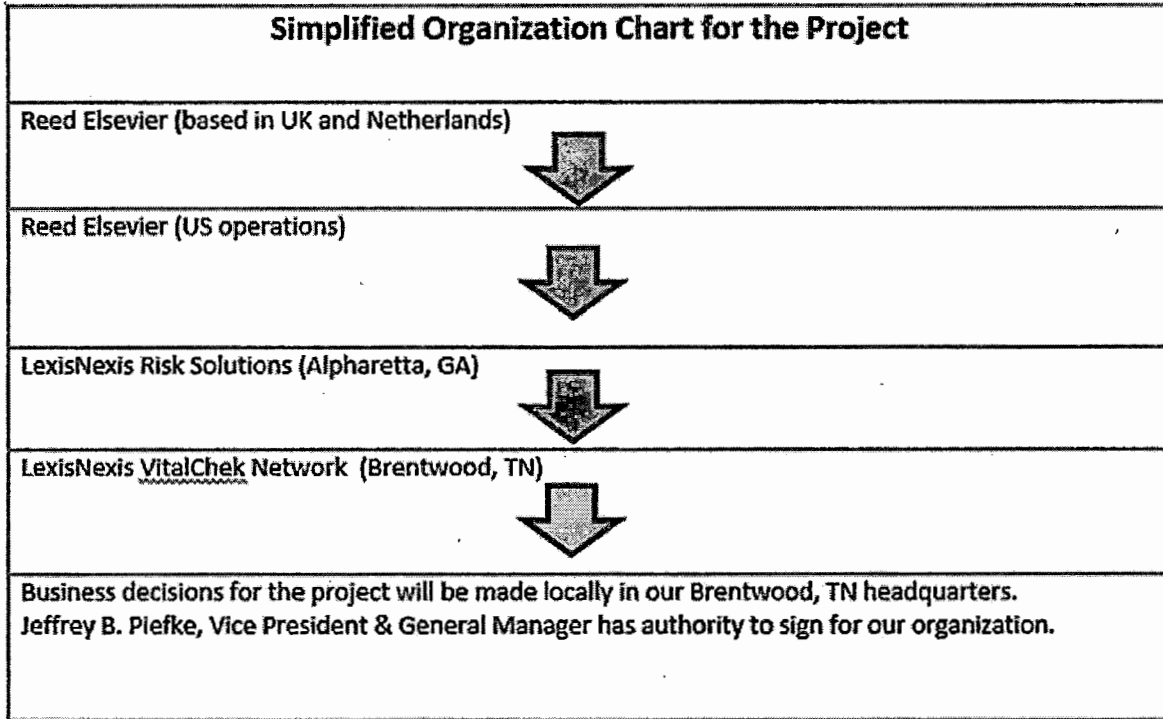 Simplified Organization Chart for the Project
Reed Elsevier (based in UK and Netherlands)
Reed Elsevier (US operations)
LexisNexis Risk Solutions (Alpharetta, GA)
LexisNexis VitalChek Network (Brentwood, TN)
Business decisions for the project will be made locally in our Brentwood, TN headquarters.
Jeffrey B. Piefke, Vice President & General Manager has authority to sign for our organization.